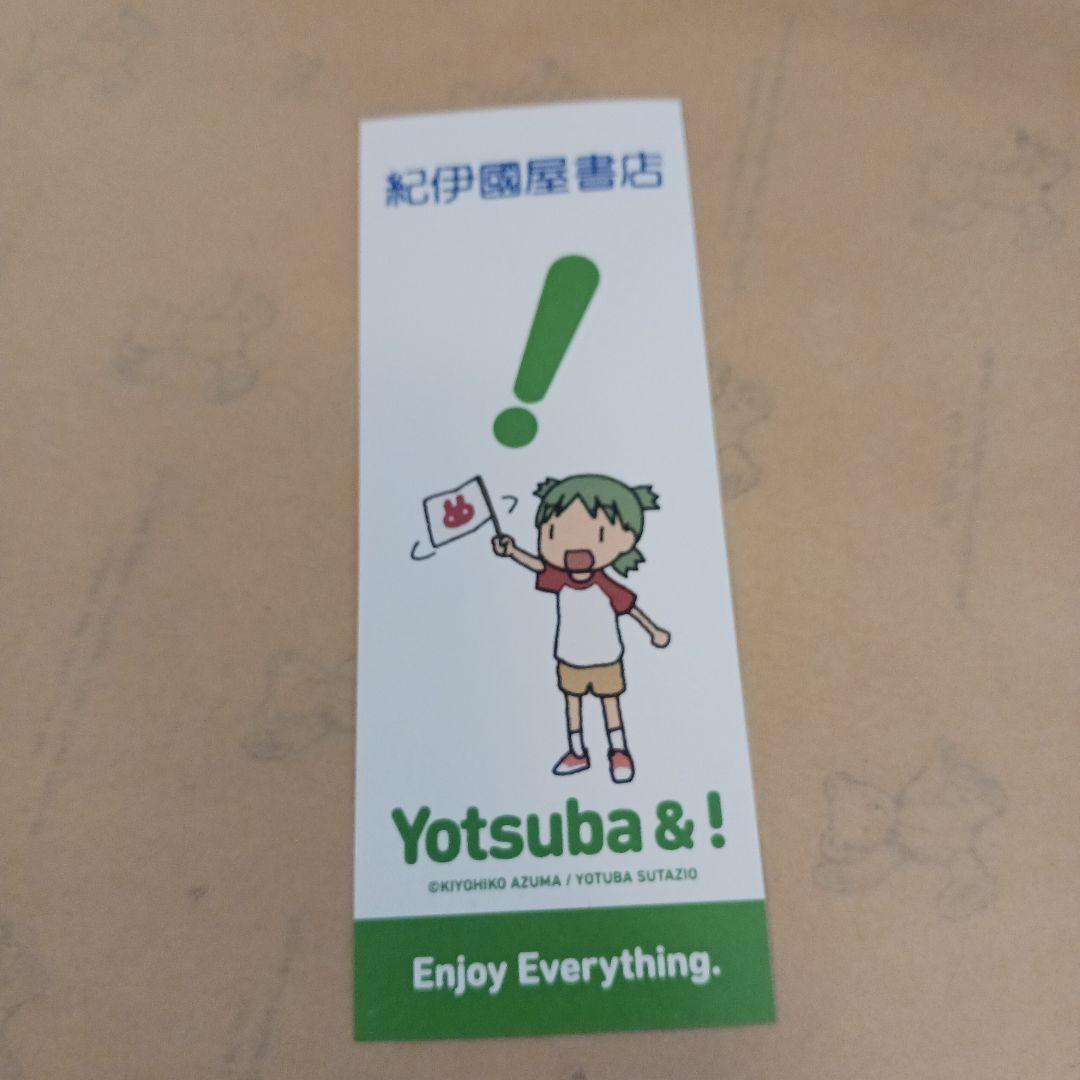 紀伊國屋書店
!
Yotsuba & !
©KIYOHIKO AZUMA / YOTUBA SUTAZIO
Enjoy Everything.